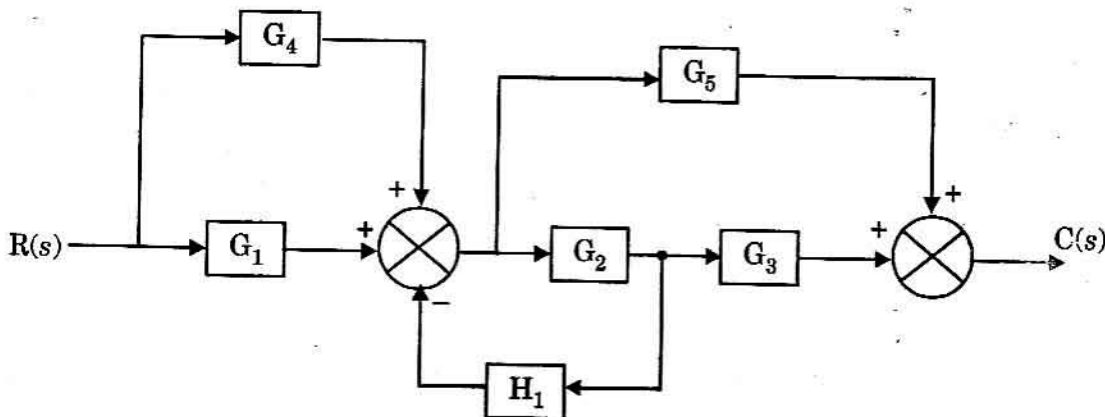 G₄
G₅
+
+
R(s)
G₁
+
G₂
G₃
+
C(s)
−
H₁